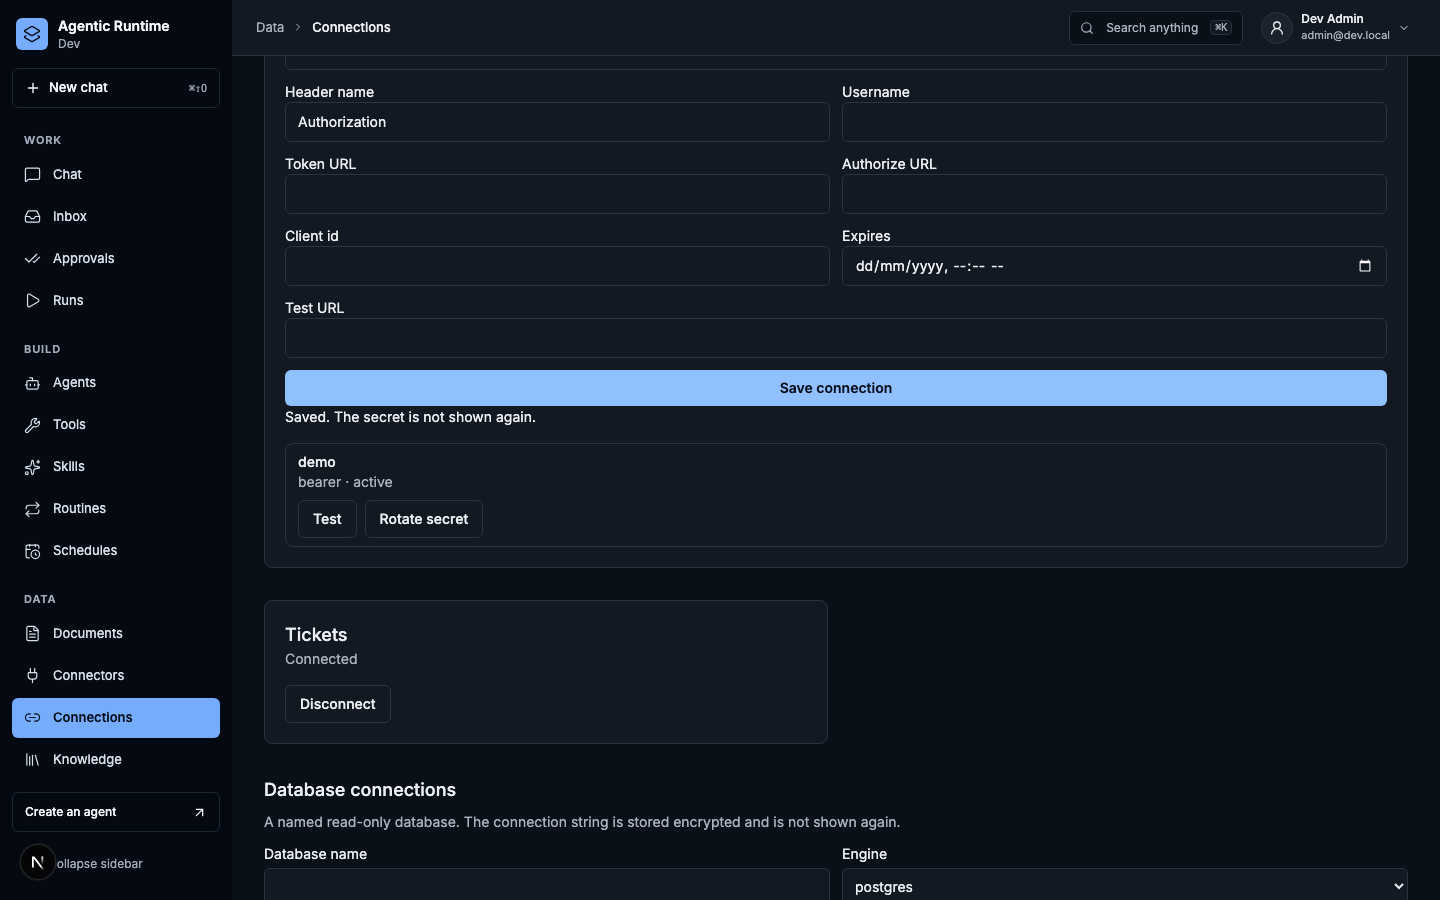 Agentic Runtime
Dev
New chat
⌘⇧O
WORK
Chat
Inbox
Approvals
Runs
BUILD
Agents
Tools
Skills
Routines
Schedules
DATA
Documents
Connectors
Connections
Knowledge
Create an agent
N
ollapse sidebar
Data
Connections
Search anything
⌘K
Dev Admin
admin@dev.local
Header name
Username
Authorization
Token URL
Authorize URL
Client id
Expires
dd/mm/yyyy, --:-- --
Test URL
Save connection
Saved. The secret is not shown again.
demo
bearer · active
Test
Rotate secret
Tickets
Connected
Disconnect
Database connections
A named read-only database. The connection string is stored encrypted and is not shown again.
Database name
Engine
postgres